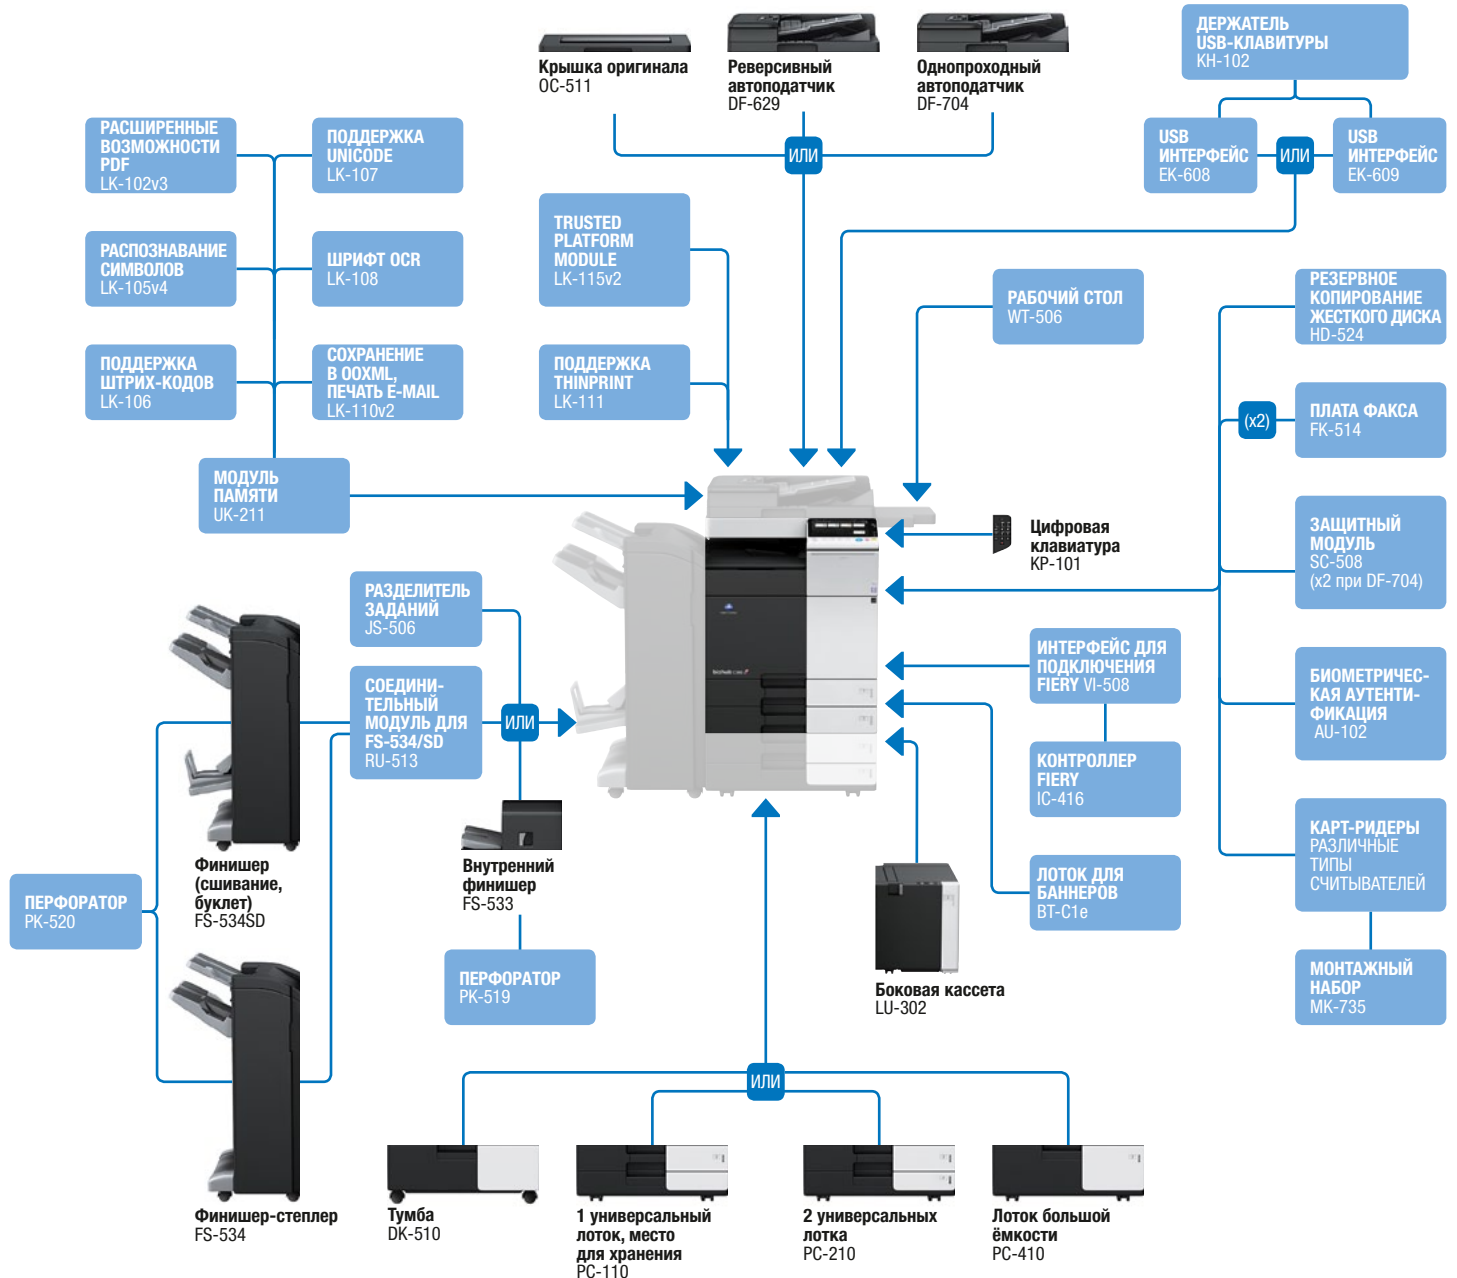 Крышка оригинала
OC-511
Реверсивный
автоподатчик
DF-629
Однопроходный
автоподатчик
DF-704
ДЕРЖАТЕЛЬ
USB-КЛАВИТУРЫ
KH-102
ИЛИ
USB
ИНТЕРФЕЙС
EK-608
ИЛИ
USB
ИНТЕРФЕЙС
EK-609
РАСШИРЕННЫЕ
ВОЗМОЖНОСТИ
PDF
LK-102v3
ПОДДЕРЖКА
UNICODE
LK-107
РАСПОЗНАВАНИЕ
СИМВОЛОВ
LK-105v4
ШРИФТ OCR
LK-108
ПОДДЕРЖКА
ШТРИХ-КОДОВ
LK-106
СОХРАНЕНИЕ
В OOXML,
ПЕЧАТЬ E-MAIL
LK-110v2
МОДУЛЬ
ПАМЯТИ
UK-211
TRUSTED
PLATFORM
MODULE
LK-115v2
ПОДДЕРЖКА
THINPRINT
LK-111
РАБОЧИЙ СТОЛ
WT-506
РЕЗЕРВНОЕ
КОПИРОВАНИЕ
ЖЕСТКОГО ДИСКА
HD-524
(x2)
ПЛАТА ФАКСА
FK-514
Цифровая
клавиатура
KP-101
ЗАЩИТНЫЙ
МОДУЛЬ
SC-508
(x2 при DF-704)
РАЗДЕЛИТЕЛЬ
ЗАДАНИЙ
JS-506
СОЕДИНИ-
ТЕЛЬНЫЙ
МОДУЛЬ ДЛЯ
FS-534/SD
RU-513
ИЛИ
ИНТЕРФЕЙС ДЛЯ
ПОДКЛЮЧЕНИЯ
FIERY VI-508
КОНТРОЛЛЕР
FIERY
IC-416
БИОМЕТРИЧЕС-
КАЯ АУТЕНТИ-
ФИКАЦИЯ
AU-102
КАРТ-РИДЕРЫ
РАЗЛИЧНЫЕ
ТИПЫ
СЧИТЫВАТЕЛЕЙ
МОНТАЖНЫЙ
НАБОР
MK-735
ПЕРФОРАТОР
PK-520
Финишер
(сшивание,
буклет)
FS-534SD
Внутренний
финишер
FS-533
ПЕРФОРАТОР
PK-519
ЛОТОК ДЛЯ
БАННЕРОВ
BT-C1e
Боковая кассета
LU-302
ИЛИ
Финишер-степлер
FS-534
Тумба
DK-510
1 универсальный
лоток, место
для хранения
PC-110
2 универсальных
лотка
PC-210
Лоток большой
ёмкости
PC-410